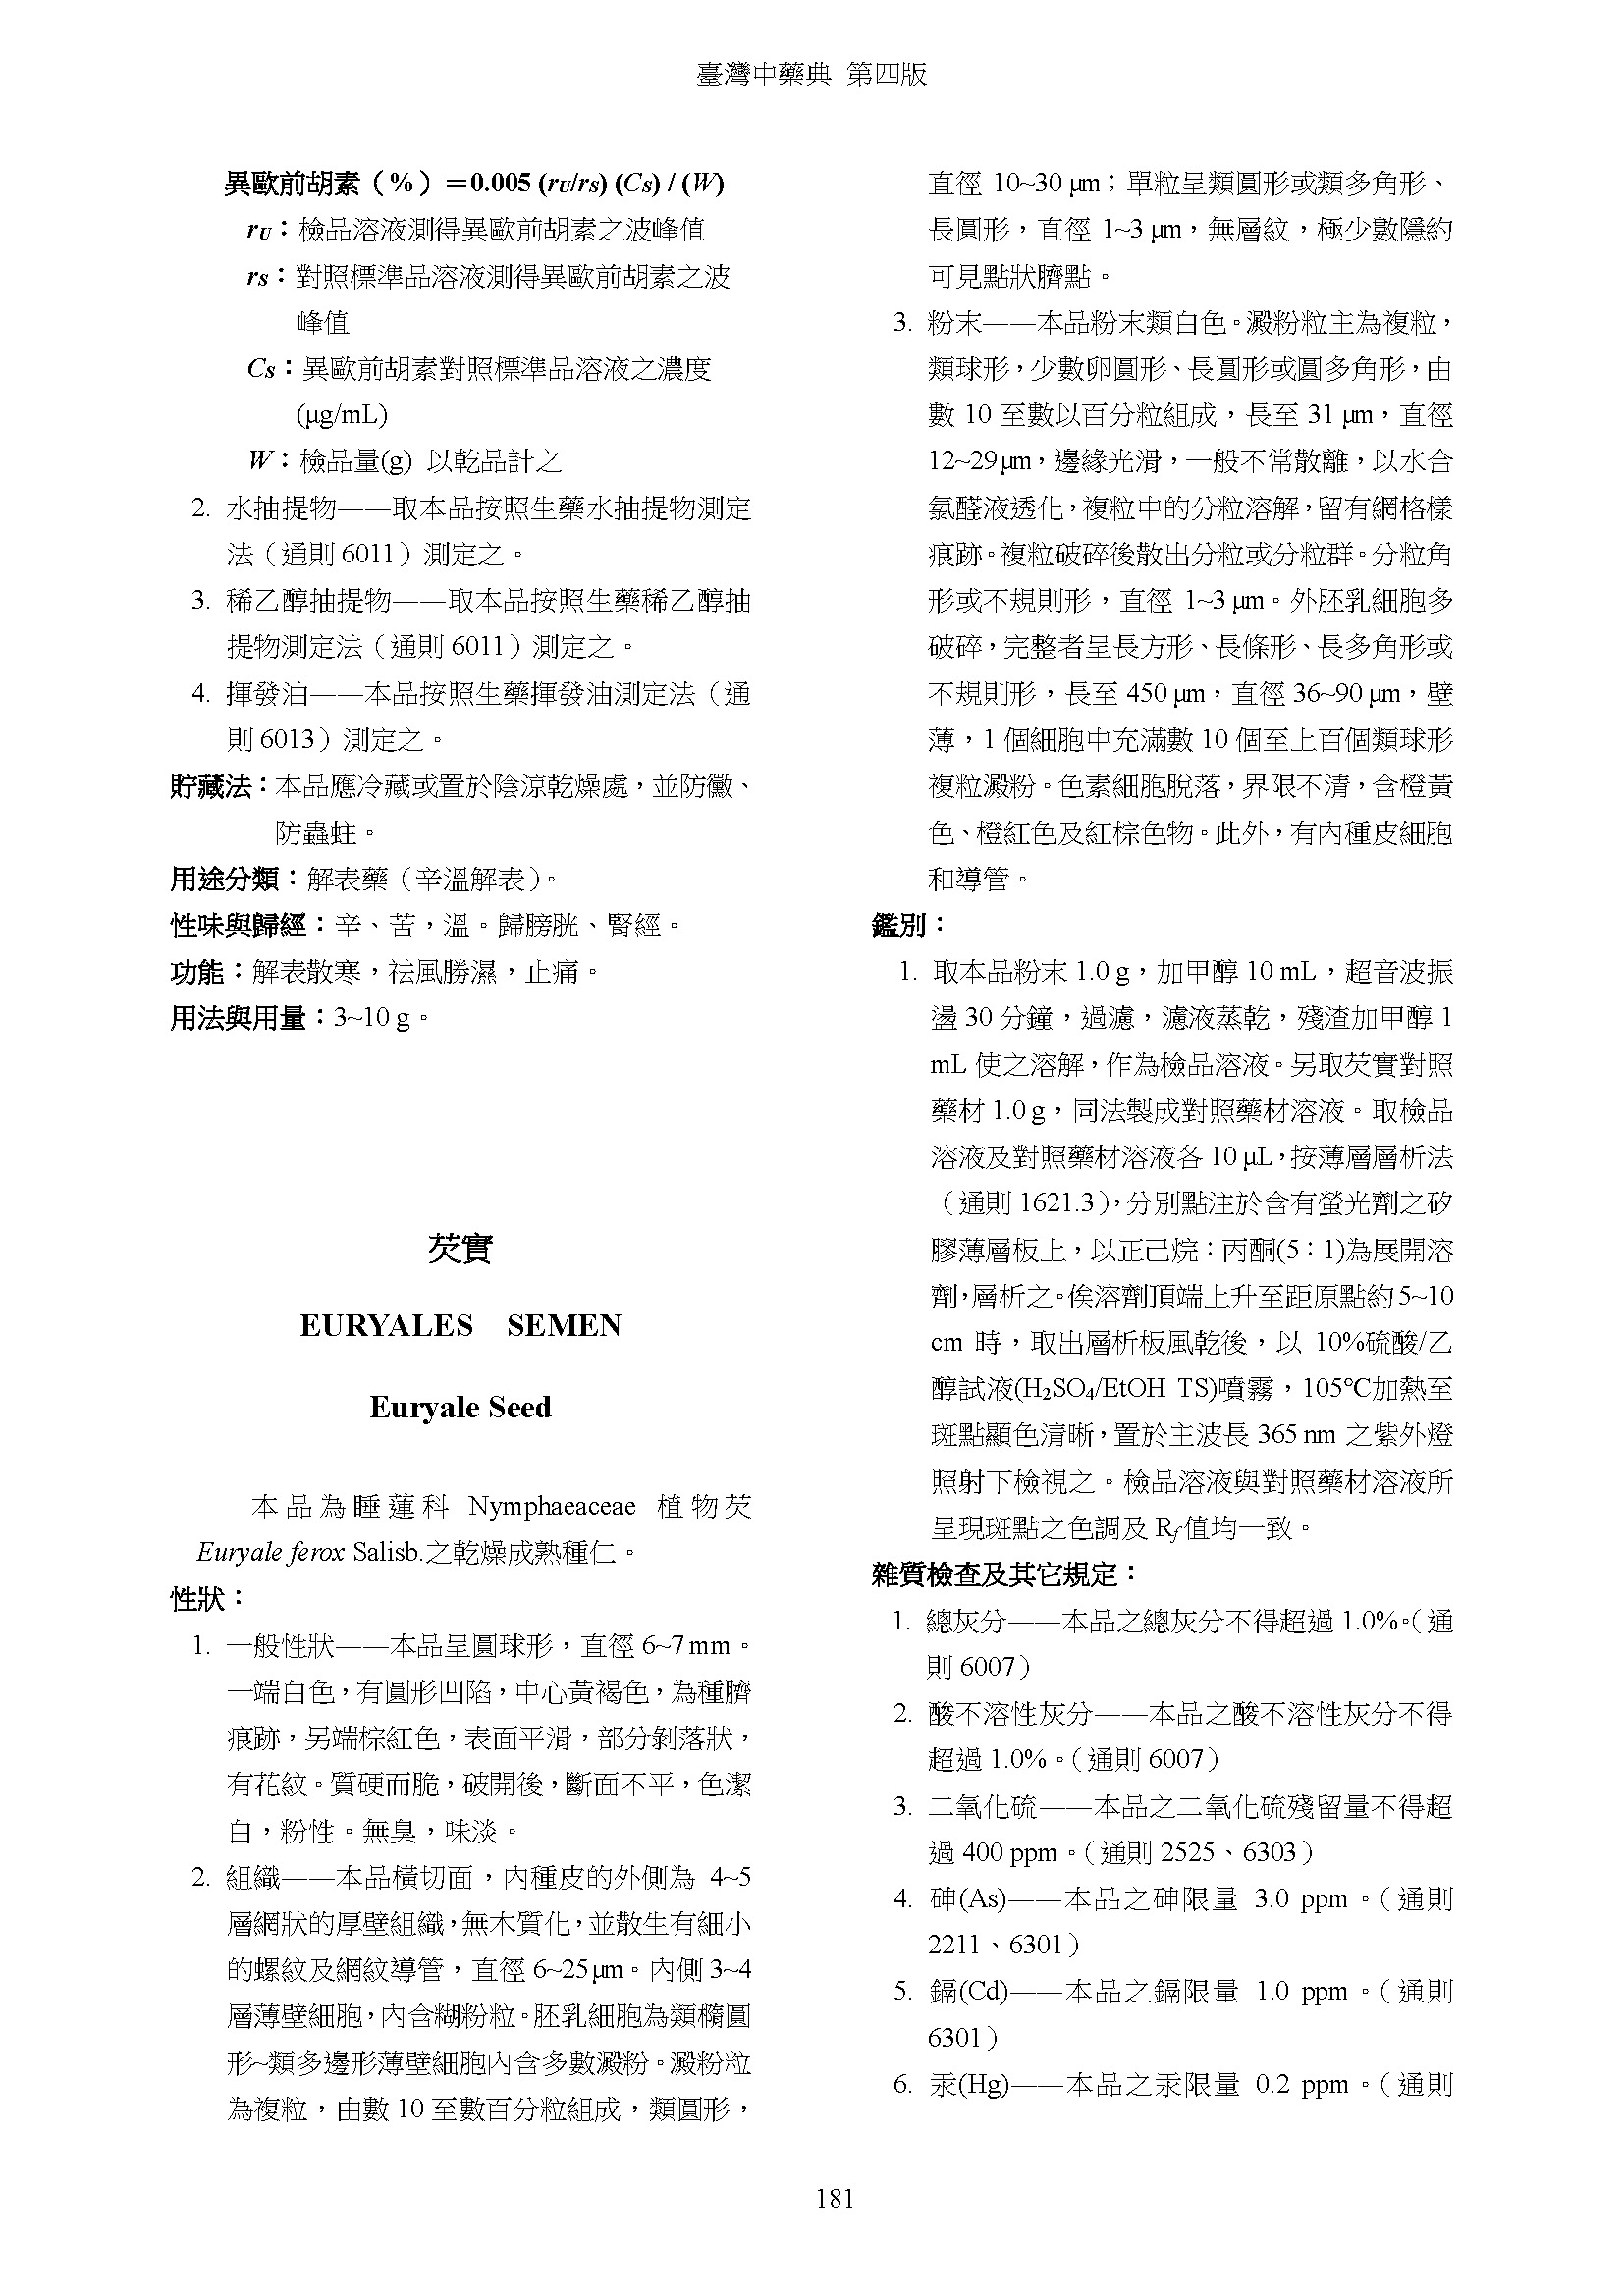 臺灣中藥典 第四版
異歐前胡素（%）＝0.005 (rU/rS) (CS) / (W)
rU：檢品溶液測得異歐前胡素之波峰值
rS：對照標準品溶液測得異歐前胡素之波
峰值
CS：異歐前胡素對照標準品溶液之濃度
(μg/mL)
W：檢品量(g) 以乾品計之
2. 水抽提物——取本品按照生藥水抽提物測定
法（通則 6011）測定之。
3. 稀乙醇抽提物——取本品按照生藥稀乙醇抽
提物測定法（通則 6011）測定之。
4. 揮發油——本品按照生藥揮發油測定法（通
則 6013）測定之。
貯藏法：本品應冷藏或置於陰涼乾燥處，並防黴、
防蟲蛀。
用途分類：解表藥（辛溫解表）。
性味與歸經：辛、苦，溫。歸膀胱、腎經。
功能：解表散寒，祛風勝濕，止痛。
用法與用量：3~10 g。
芡實
EURYALES SEMEN
Euryale Seed
本品為睡蓮科 Nymphaeaceae 植物芡
Euryale ferox Salisb.之乾燥成熟種仁。
性狀：
1. 一般性狀——本品呈圓球形，直徑 6~7 mm。
一端白色，有圓形凹陷，中心黃褐色，為種臍
痕跡，另端棕紅色，表面平滑，部分剝落狀，
有花紋。質硬而脆，破開後，斷面不平，色潔
白，粉性。無臭，味淡。
2. 組織——本品橫切面，內種皮的外側為 4~5
層網狀的厚壁組織，無木質化，並散生有細小
的螺紋及網紋導管，直徑 6~25 μm。內側 3~4
層薄壁細胞，內含糊粉粒。胚乳細胞為類橢圓
形~類多邊形薄壁細胞內含多數澱粉。澱粉粒
為複粒，由數 10 至數百分粒組成，類圓形，
直徑 10~30 μm；單粒呈類圓形或類多角形、
長圓形，直徑 1~3 μm，無層紋，極少數隱約
可見點狀臍點。
3. 粉末——本品粉末類白色。澱粉粒主為複粒，
類球形，少數卵圓形、長圓形或圓多角形，由
數 10 至數以百分粒組成，長至 31 μm，直徑
12~29 μm，邊緣光滑，一般不常散離，以水合
氯醛液透化，複粒中的分粒溶解，留有網格樣
痕跡。複粒破碎後散出分粒或分粒群。分粒角
形或不規則形，直徑 1~3 μm。外胚乳細胞多
破碎，完整者呈長方形、長條形、長多角形或
不規則形，長至 450 μm，直徑 36~90 μm，壁
薄，1 個細胞中充滿數 10 個至上百個類球形
複粒澱粉。色素細胞脫落，界限不清，含橙黃
色、橙紅色及紅棕色物。此外，有內種皮細胞
和導管。
鑑別：
1. 取本品粉末 1.0 g，加甲醇 10 mL，超音波振
盪 30 分鐘，過濾，濾液蒸乾，殘渣加甲醇 1
mL 使之溶解，作為檢品溶液。另取芡實對照
藥材 1.0 g，同法製成對照藥材溶液。取檢品
溶液及對照藥材溶液各 10 μL，按薄層層析法
（通則 1621.3），分別點注於含有螢光劑之矽
膠薄層板上，以正己烷：丙酮(5：1)為展開溶
劑，層析之。俟溶劑頂端上升至距原點約 5~10
cm 時，取出層析板風乾後，以 10%硫酸/乙
醇試液(H₂SO₄/EtOH TS)噴霧，105°C加熱至
斑點顯色清晰，置於主波長 365 nm 之紫外燈
照射下檢視之。檢品溶液與對照藥材溶液所
呈現斑點之色調及 Rf 值均一致。
雜質檢查及其它規定：
1. 總灰分——本品之總灰分不得超過 1.0%。（通
則 6007）
2. 酸不溶性灰分——本品之酸不溶性灰分不得
超過 1.0%。（通則 6007）
3. 二氧化硫——本品之二氧化硫殘留量不得超
過 400 ppm。（通則 2525、6303）
4. 砷(As)——本品之砷限量 3.0 ppm。（通則
2211、6301）
5. 鎘(Cd)——本品之鎘限量 1.0 ppm。（通則
6301）
6. 汞(Hg)——本品之汞限量 0.2 ppm。（通則
181